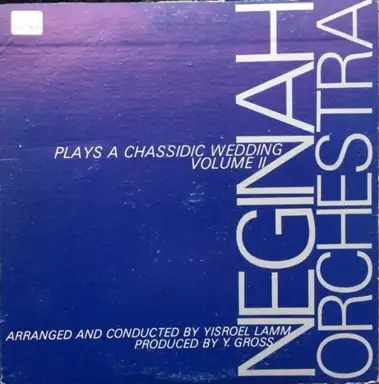 NEGINAH
ORCHESTRA
PLAYS A CHASSIDIC WEDDING
VOLUME II
ARRANGED AND CONDUCTED BY YISROEL LAMM
PRODUCED BY Y. GROSS